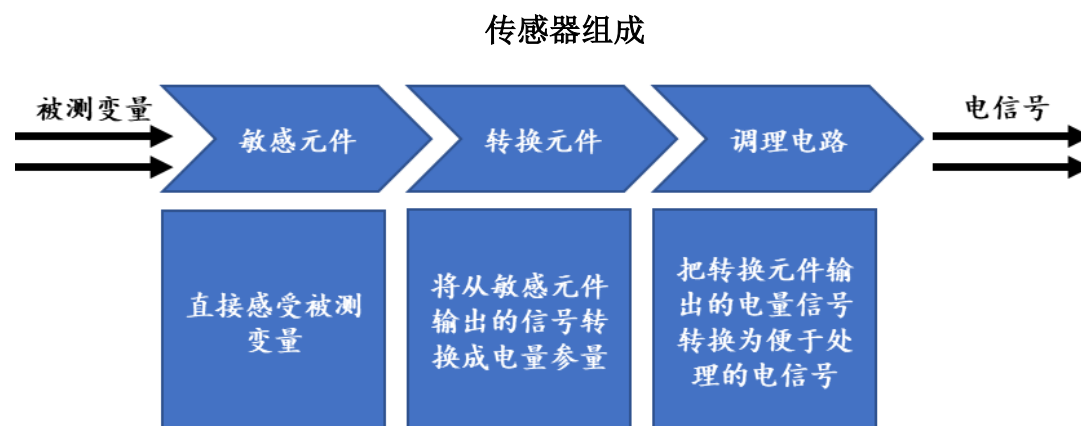 传感器组成
被测变量
敏感元件
转换元件
调理电路
电信号
直接感受被测
变量
将从敏感元件
输出的信号转
换成电量参量
把转换元件输
出的电量信号
转换为便于处
理的电信号